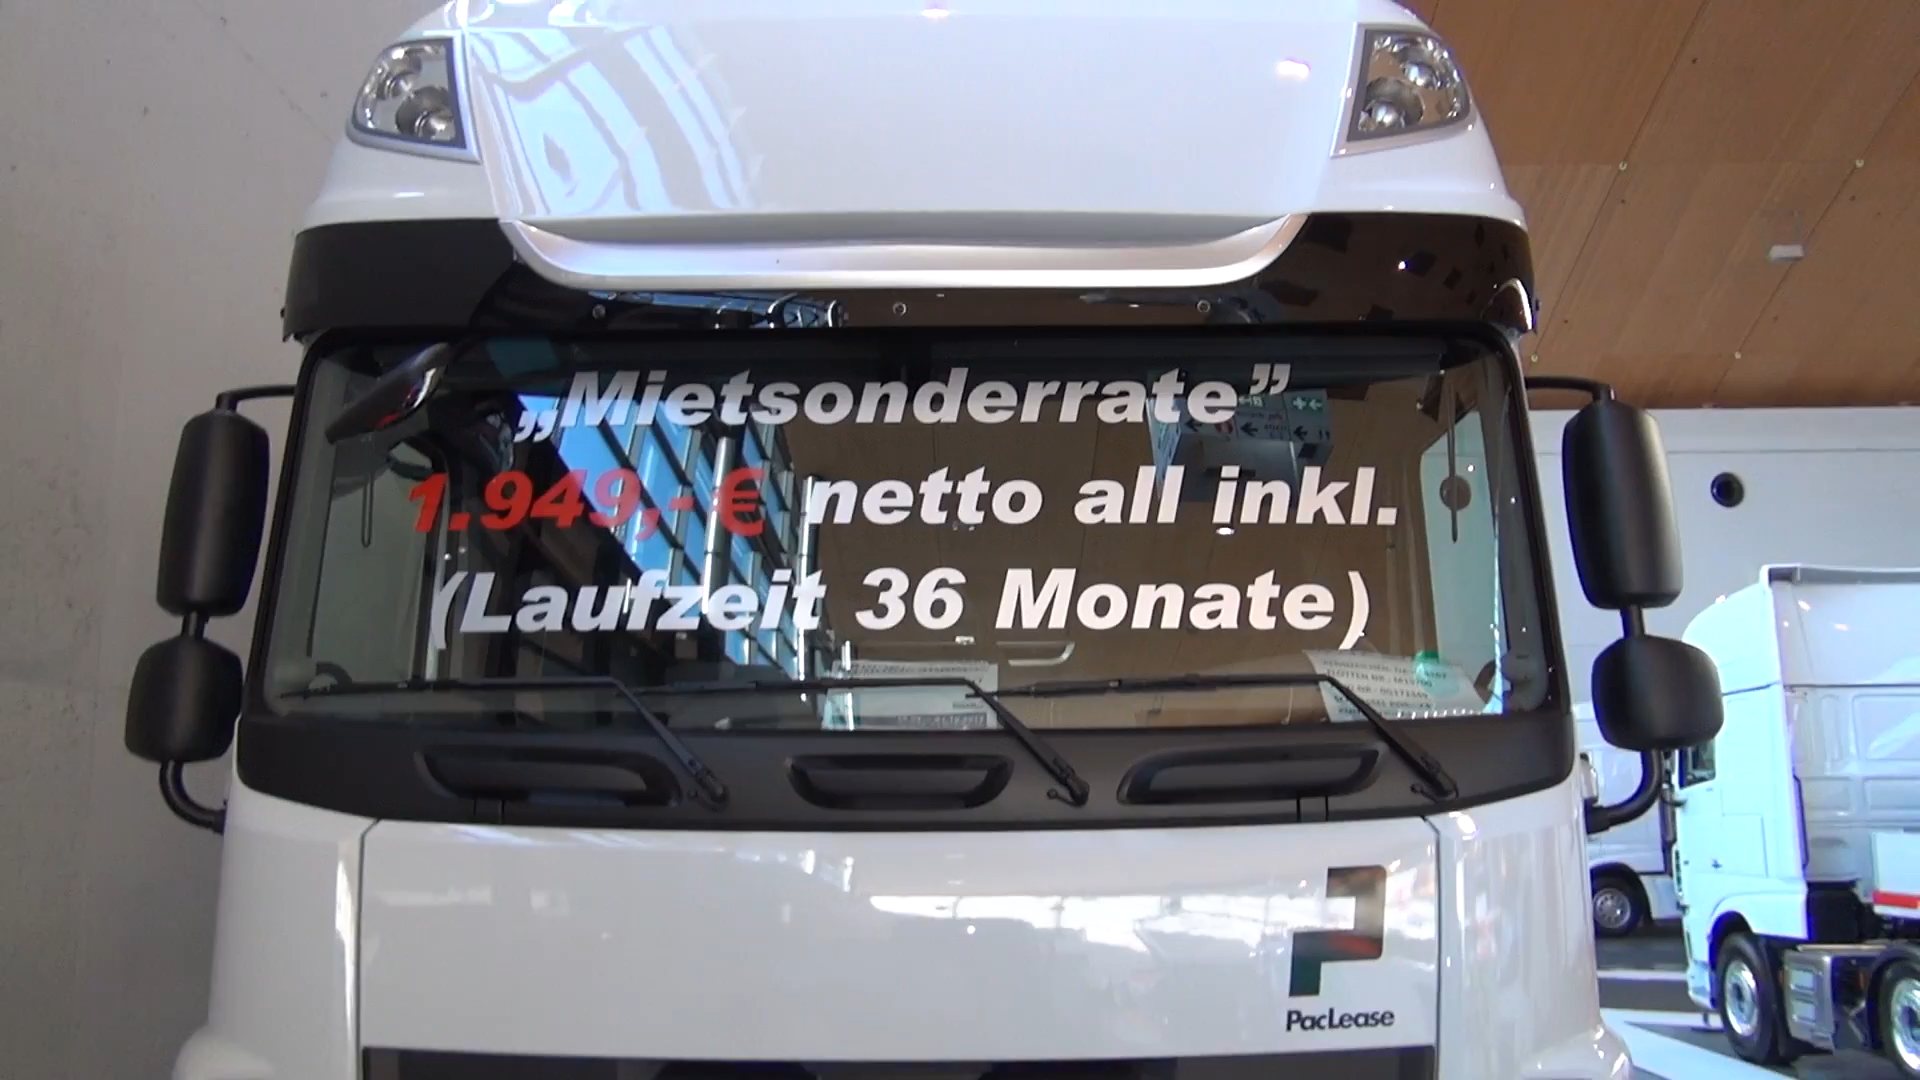 „Mietsonderrate”
1.949,- € netto all inkl.
(Laufzeit 36 Monate)
PacLease